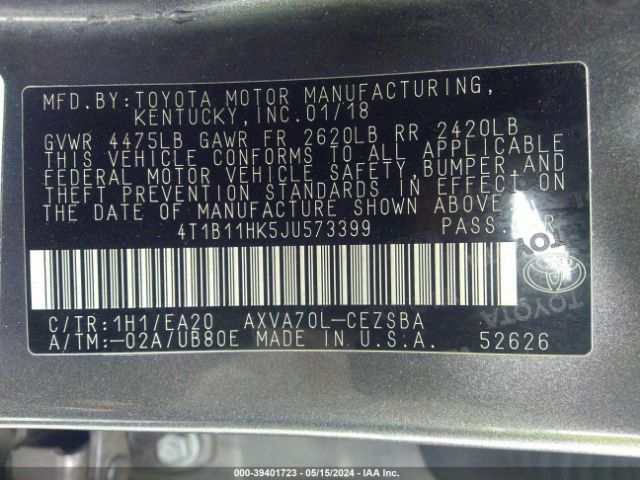 MFD.BY:TOYOTA MOTOR MANUFACTURING,
KENTUCKY,INC.01/18
GVWR 4475LB GAWR FR 2620LB RR 2420LB
THIS VEHICLE CONFORMS TO ALL APPLICABLE
FEDERAL MOTOR VEHICLE SAFETY,BUMPER,AND
THEFT PREVENTION STANDARDS IN EFFECT ON
THE DATE OF MANUFACTURE SHOWN ABOVE.
4T1B11HK5JU573399 PASS.
TOYOTA
C/TR:1H1/EA20 AXVA70L-CEZSBA
A/TM:-02A/UB80E MADE IN U.S.A. 52626
000-39401723 - 05/15/2024 - IAA Inc.